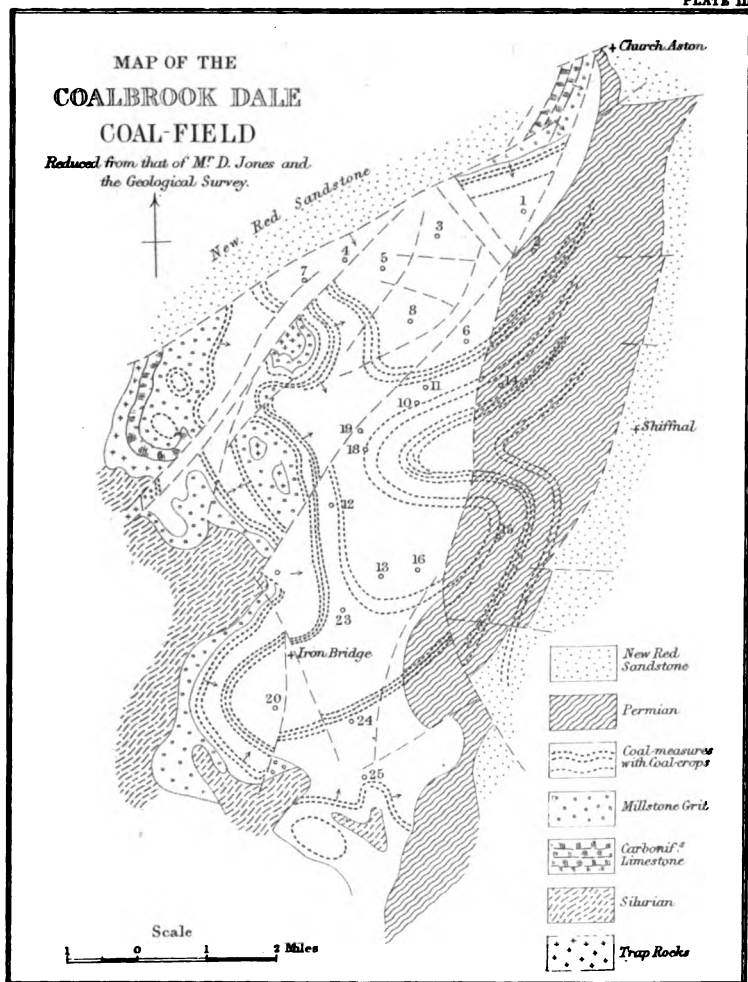 PLATE II
MAP OF THE
COALBROOK DALE
COAL-FIELD
Reduced from that of Mr. D. Jones and
the Geological Survey.
Church Aston
New Red Sandstone
1
2
3
4
5
7
8
6
11
14
10
19
Shiffnal
18
12
15
13
16
23
Iron Bridge
20
24
25
New Red
Sandstone
Permian
Coal-measures
with Coal-crops
Millstone Grit
Carbonif.s
Limestone
Silurian
Trap Rocks
Scale
1 0 1 2 Miles